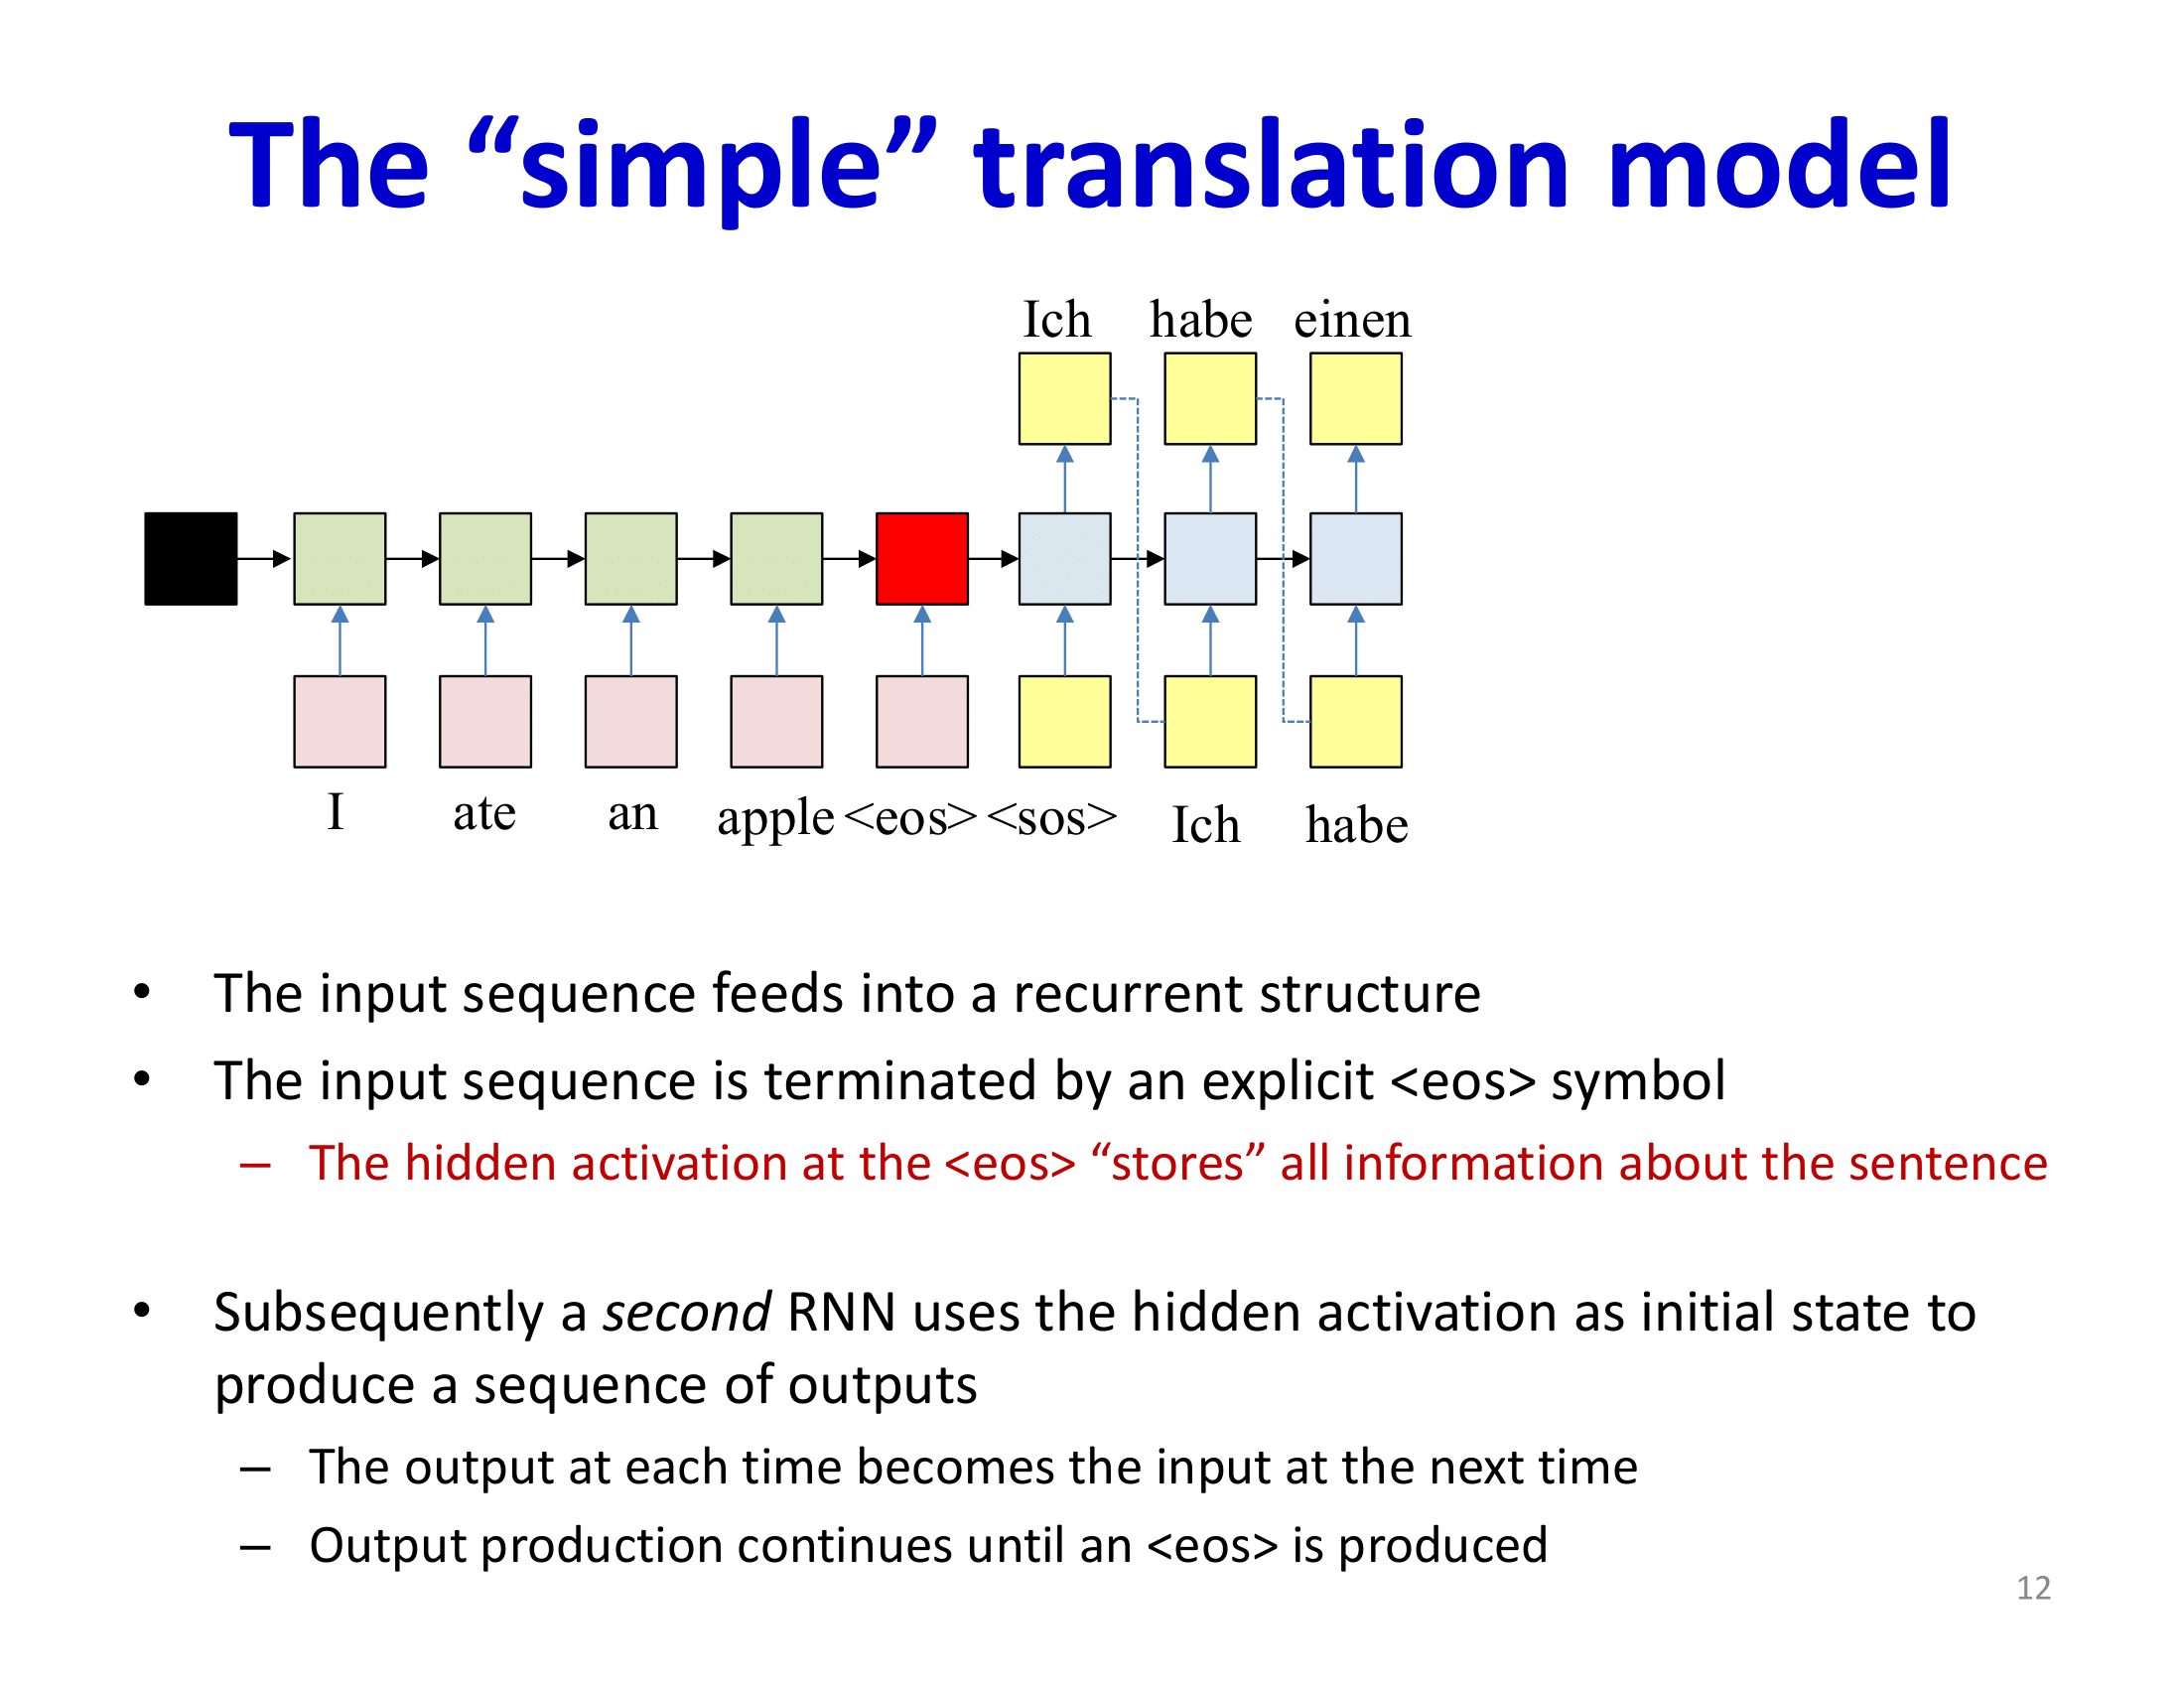 The “simple” translation model
Ich habe einen
I ate an apple <eos> <sos> Ich habe
• The input sequence feeds into a recurrent structure
• The input sequence is terminated by an explicit <eos> symbol
– The hidden activation at the <eos> “stores” all information about the sentence
• Subsequently a second RNN uses the hidden activation as initial state to
produce a sequence of outputs
– The output at each time becomes the input at the next time
– Output production continues until an <eos> is produced
12